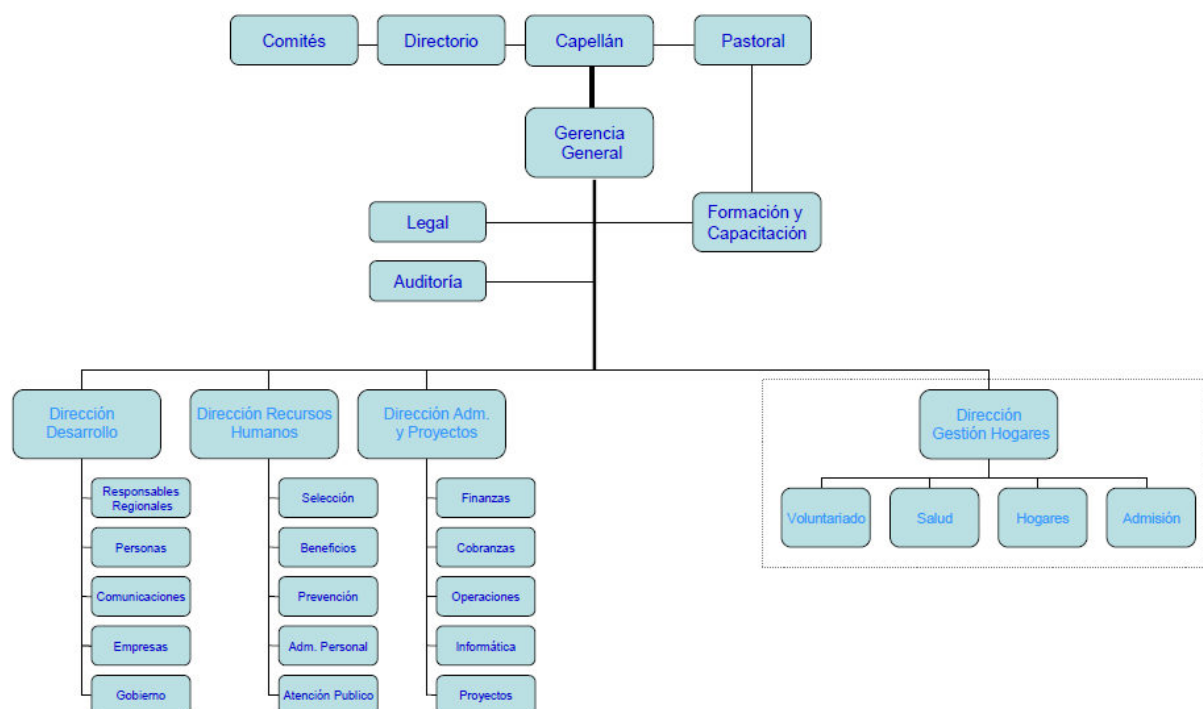 Comités
Directorio
Capellán
Pastoral
Gerencia
General
Legal
Formación y
Capacitación
Auditoría
Dirección
Desarrollo
Dirección Recursos
Humanos
Dirección Adm.
y Proyectos
Dirección
Gestión Hogares
Responsables
Regionales
Personas
Comunicaciones
Empresas
Gobierno
Selección
Beneficios
Prevención
Adm. Personal
Atención Publico
Finanzas
Cobranzas
Operaciones
Informática
Proyectos
Voluntariado
Salud
Hogares
Admisión